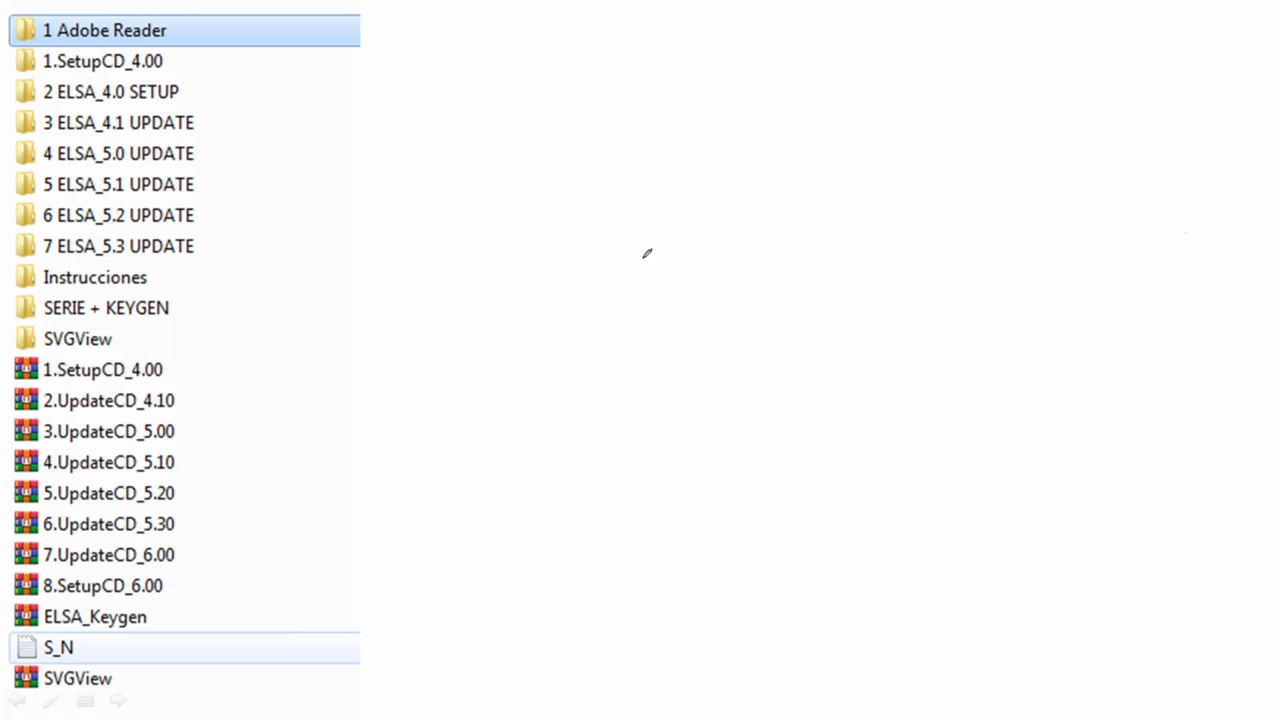 1 Adobe Reader
1.SetupCD_4.00
2 ELSA_4.0 SETUP
3 ELSA_4.1 UPDATE
4 ELSA_5.0 UPDATE
5 ELSA_5.1 UPDATE
6 ELSA_5.2 UPDATE
7 ELSA_5.3 UPDATE
Instrucciones
SERIE + KEYGEN
SVGView
1.SetupCD_4.00
2.UpdateCD_4.10
3.UpdateCD_5.00
4.UpdateCD_5.10
5.UpdateCD_5.20
6.UpdateCD_5.30
7.UpdateCD_6.00
8.SetupCD_6.00
ELSA_Keygen
S_N
SVGView